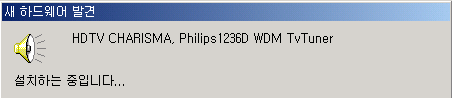 새 하드웨어 발견
HDTV CHARISMA, Philips1236D WDM TvTuner
설치하는 중입니다...